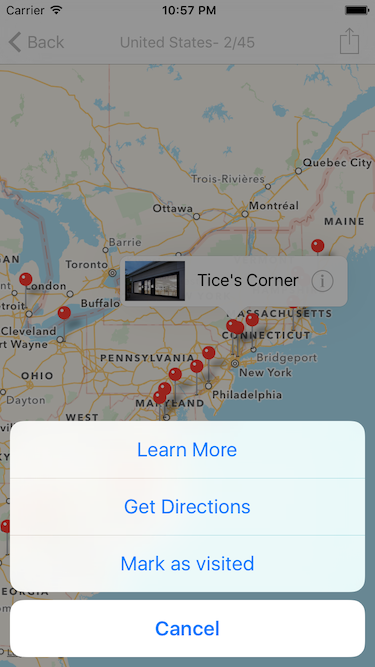 Carrier 10:57 PM
Back United States- 2/45
Quebec City
Trois-Rivières
Ottawa
Montréal
MAINE
Barrie
Toronto
London
Buffalo
Tice's Corner
Cleveland
rt Wayne
ASSACHUSETTS
CONNECTICUT
Bridgeport
New York
PENNSYLVANIA
OHIO
Philadelphia
Dayton
MARYLAND
WEST
Learn More
Get Directions
Mark as visited
Cancel